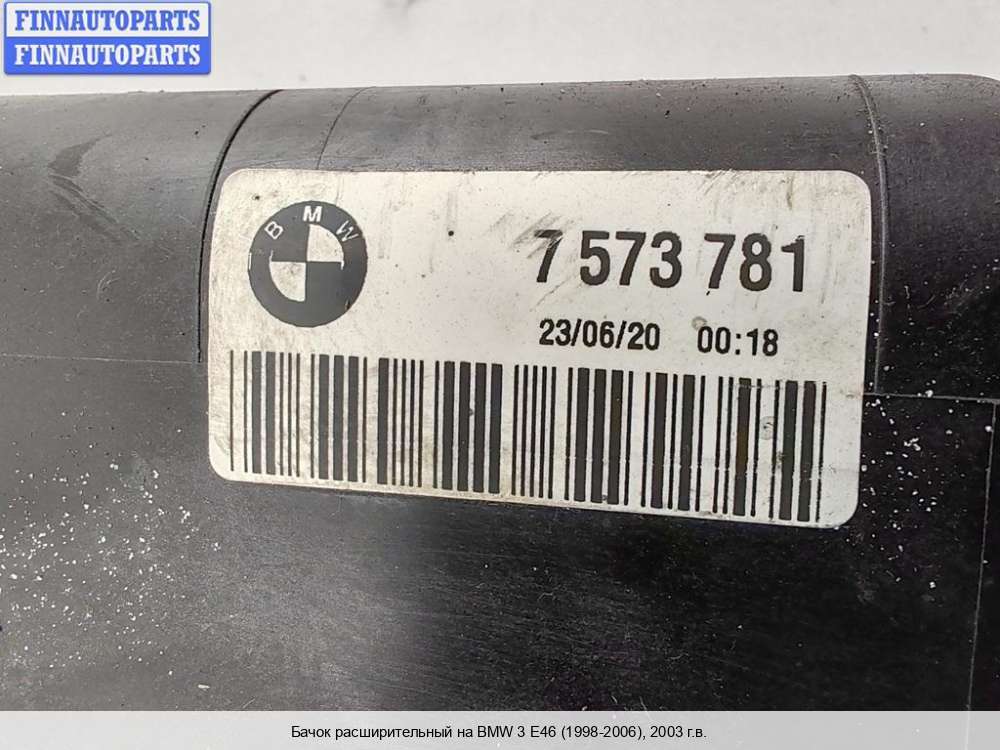 FINNAUTOPARTS
FINNAUTOPARTS
BMW
7 573 781
23/06/20 00:18
Бачок расширительный на BMW 3 E46 (1998-2006), 2003 г.в.